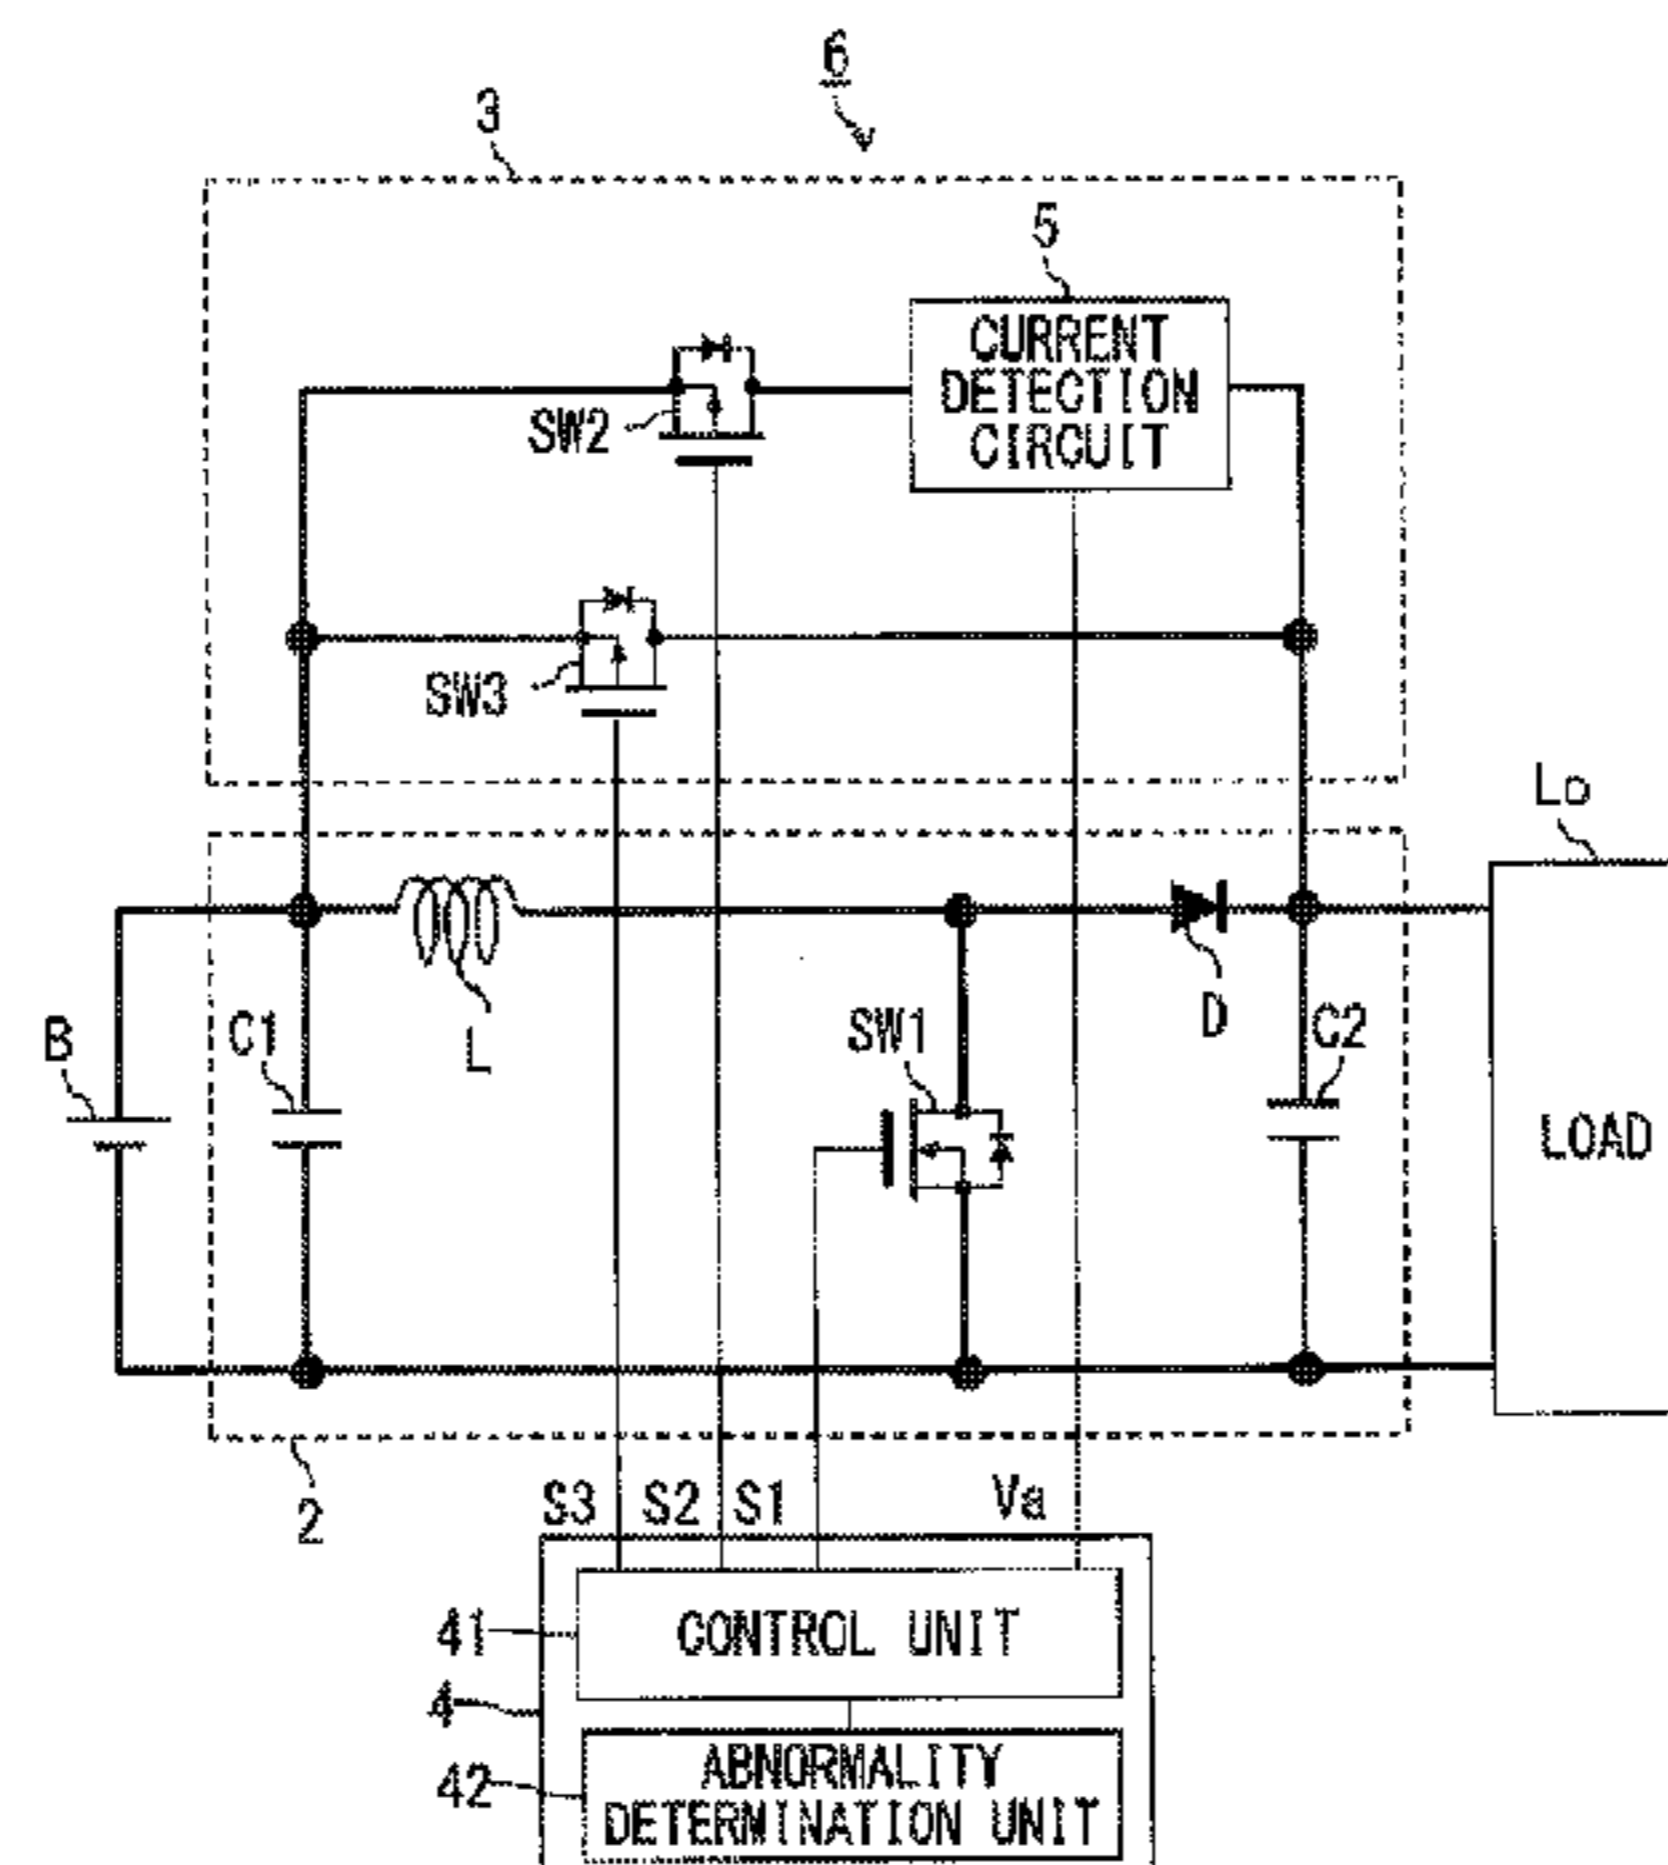 6
3
5
CURRENT
DETECTION
CIRCUIT
SW2
SW3
Lo
B
C1
L
SW1
D
C2
LOAD
2
S3 S2 S1 Va
41
CONTROL UNIT
4
42
ABNORMALITY
DETERMINATION UNIT